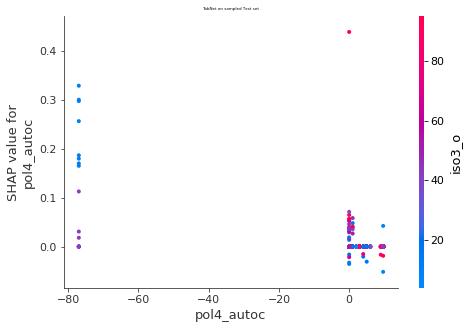 TabNet on sampled Test set
SHAP value for
pol4_autoc
0.4
0.3
0.2
0.1
0.0
−80
−60
−40
−20
0
pol4_autoc
80
60
40
20
iso3_o